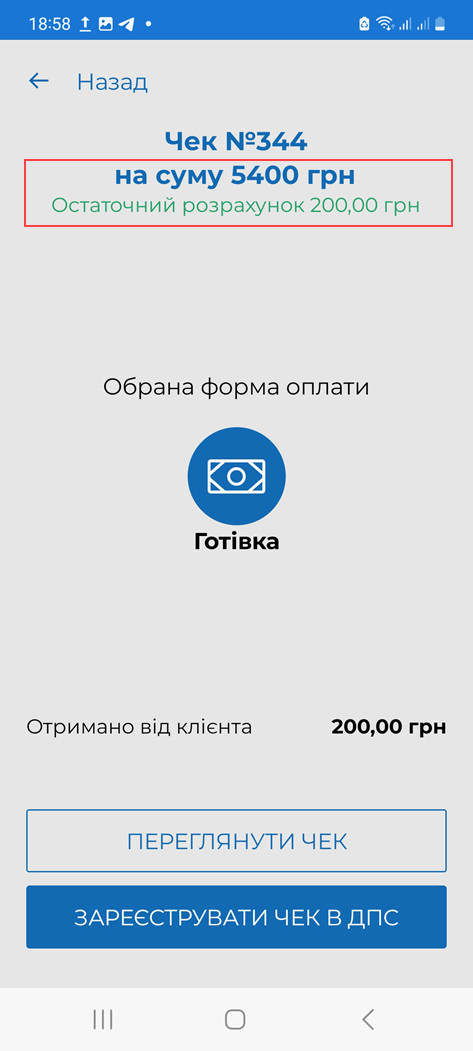 18:58
Назад
Чек №344
на суму 5400 грн
Остаточний розрахунок 200,00 грн
Обрана форма оплати
Готівка
Отримано від клієнта 200,00 грн
ПЕРЕГЛЯНУТИ ЧЕК
ЗАРЕЄСТРУВАТИ ЧЕК В ДПС